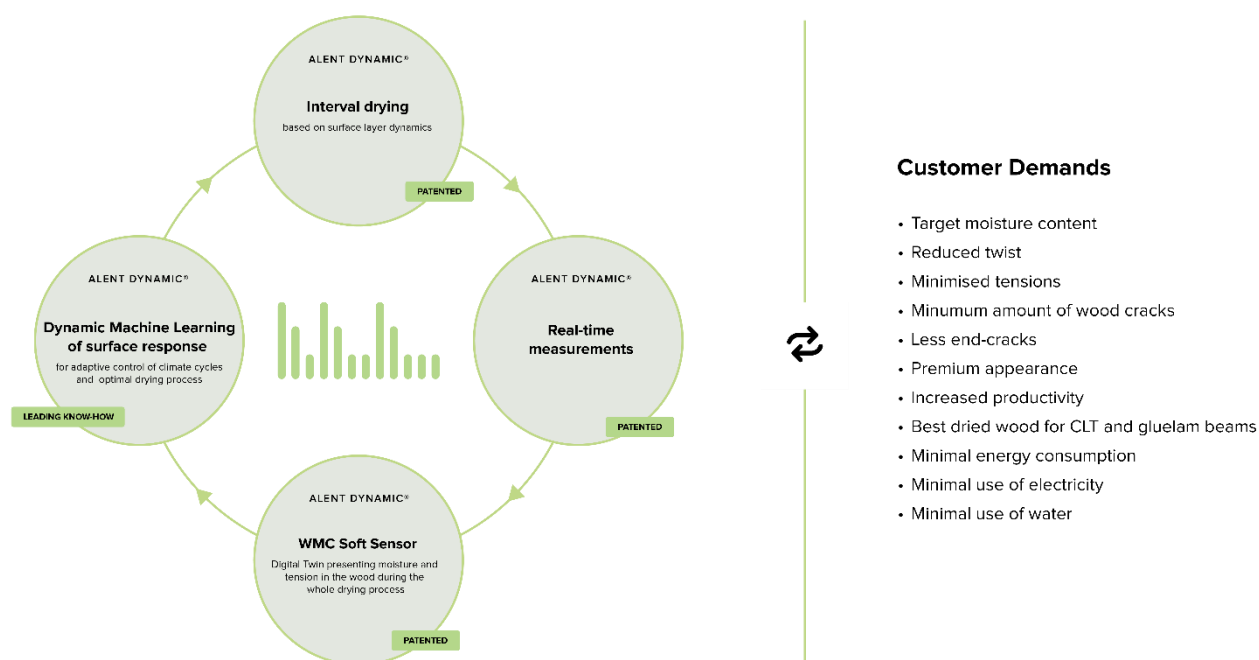 ALENT DYNAMIC®
Interval drying
based on surface layer dynamics
PATENTED
ALENT DYNAMIC®
Real-time
measurements
PATENTED
ALENT DYNAMIC®
WMC Soft Sensor
Digital Twin presenting moisture and
tension in the wood during the
whole drying process
PATENTED
ALENT DYNAMIC®
Dynamic Machine Learning
of surface response
for adaptive control of climate cycles
and optimal drying process
LEADING KNOW-HOW
Customer Demands
• Target moisture content
• Reduced twist
• Minimised tensions
• Minumum amount of wood cracks
• Less end-cracks
• Premium appearance
• Increased productivity
• Best dried wood for CLT and gluelam beams
• Minimal energy consumption
• Minimal use of electricity
• Minimal use of water